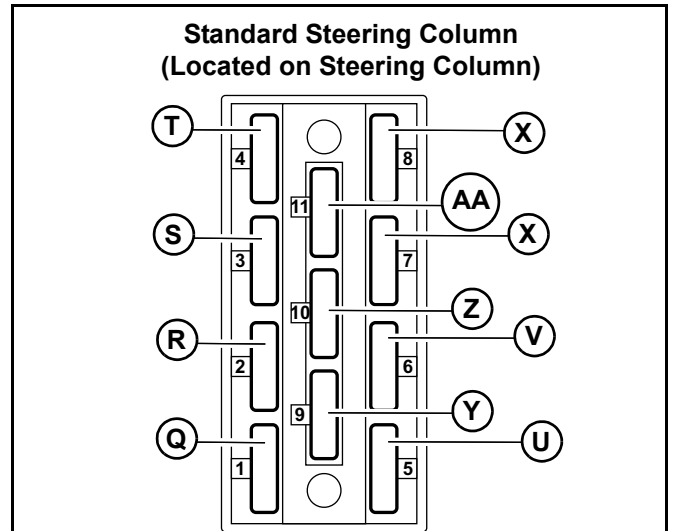 Standard Steering Column
(Located on Steering Column)
T
X
4
8
AA
11
S
X
3
7
Z
10
R
V
2
6
Y
9
Q
U
1
5